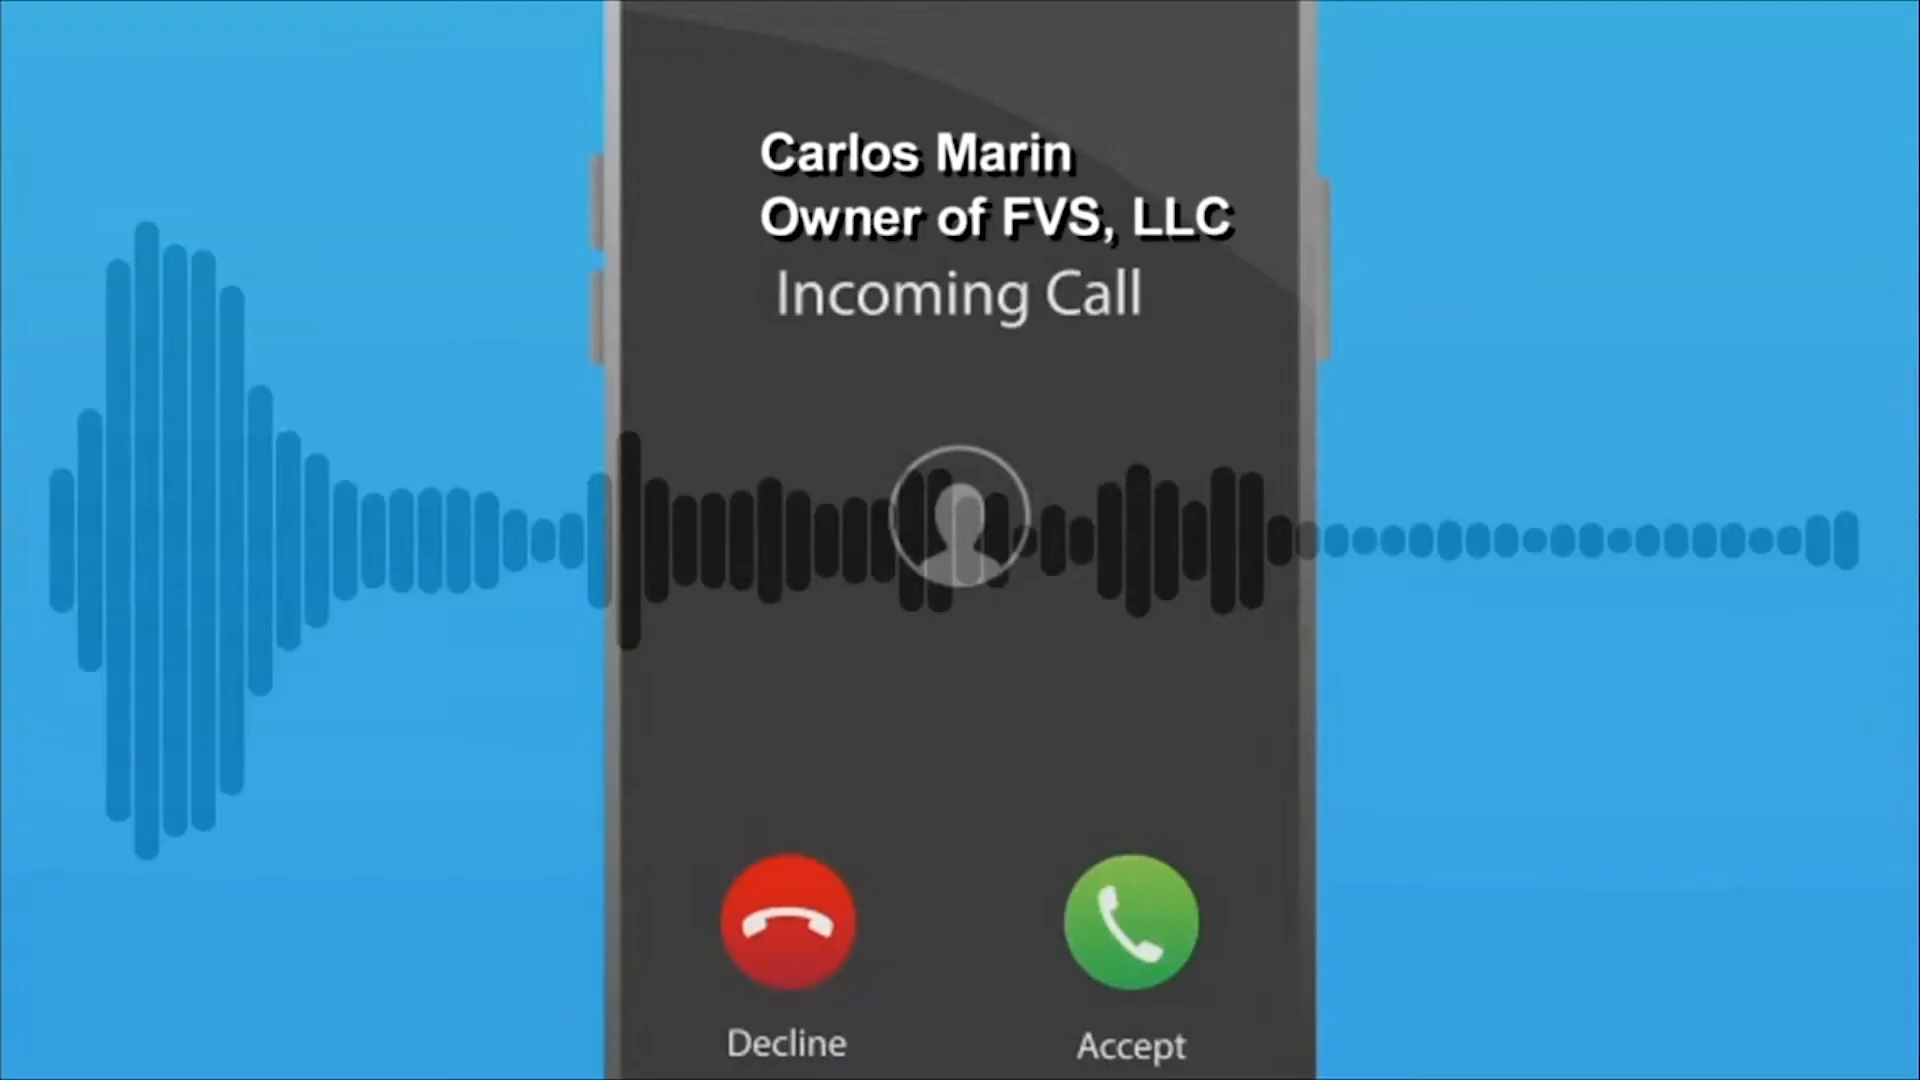 Carlos Marin
Owner of FVS, LLC
Incoming Call
Decline
Accept